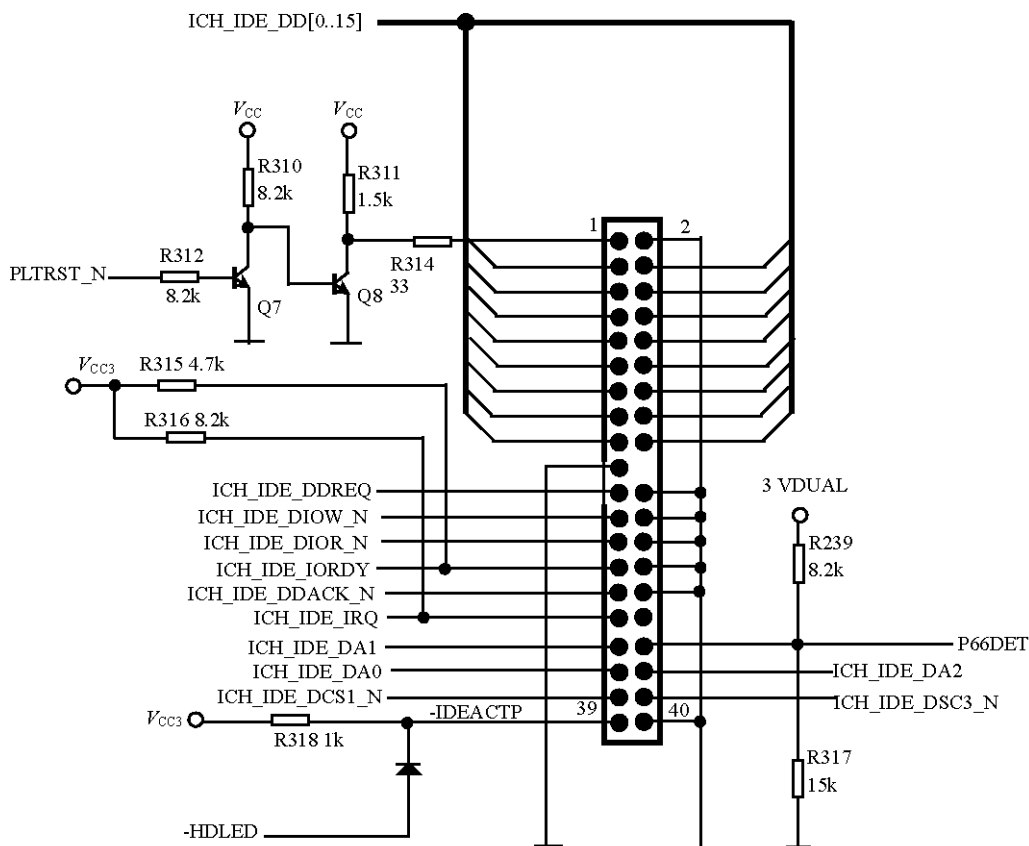 ICH_IDE_DD[0..15]
VCC VCC
R310
8.2k
R311
1.5k
1 2
R312
PLTRST_N
8.2k
Q7
Q8
R314
33
VCC3
R315 4.7k
R316 8.2k
ICH_IDE_DDREQ
3 VDUAL
ICH_IDE_DIOW_N
ICH_IDE_DIOR_N
R239
8.2k
ICH_IDE_IORDY
ICH_IDE_DDACK_N
ICH_IDE_IRQ
ICH_IDE_DA1
P66DET
ICH_IDE_DA0
ICH_IDE_DA2
ICH_IDE_DCS1_N
ICH_IDE_DSC3_N
VCC3
-IDEACTP
39 40
R318 1k
R317
15k
-HDLED